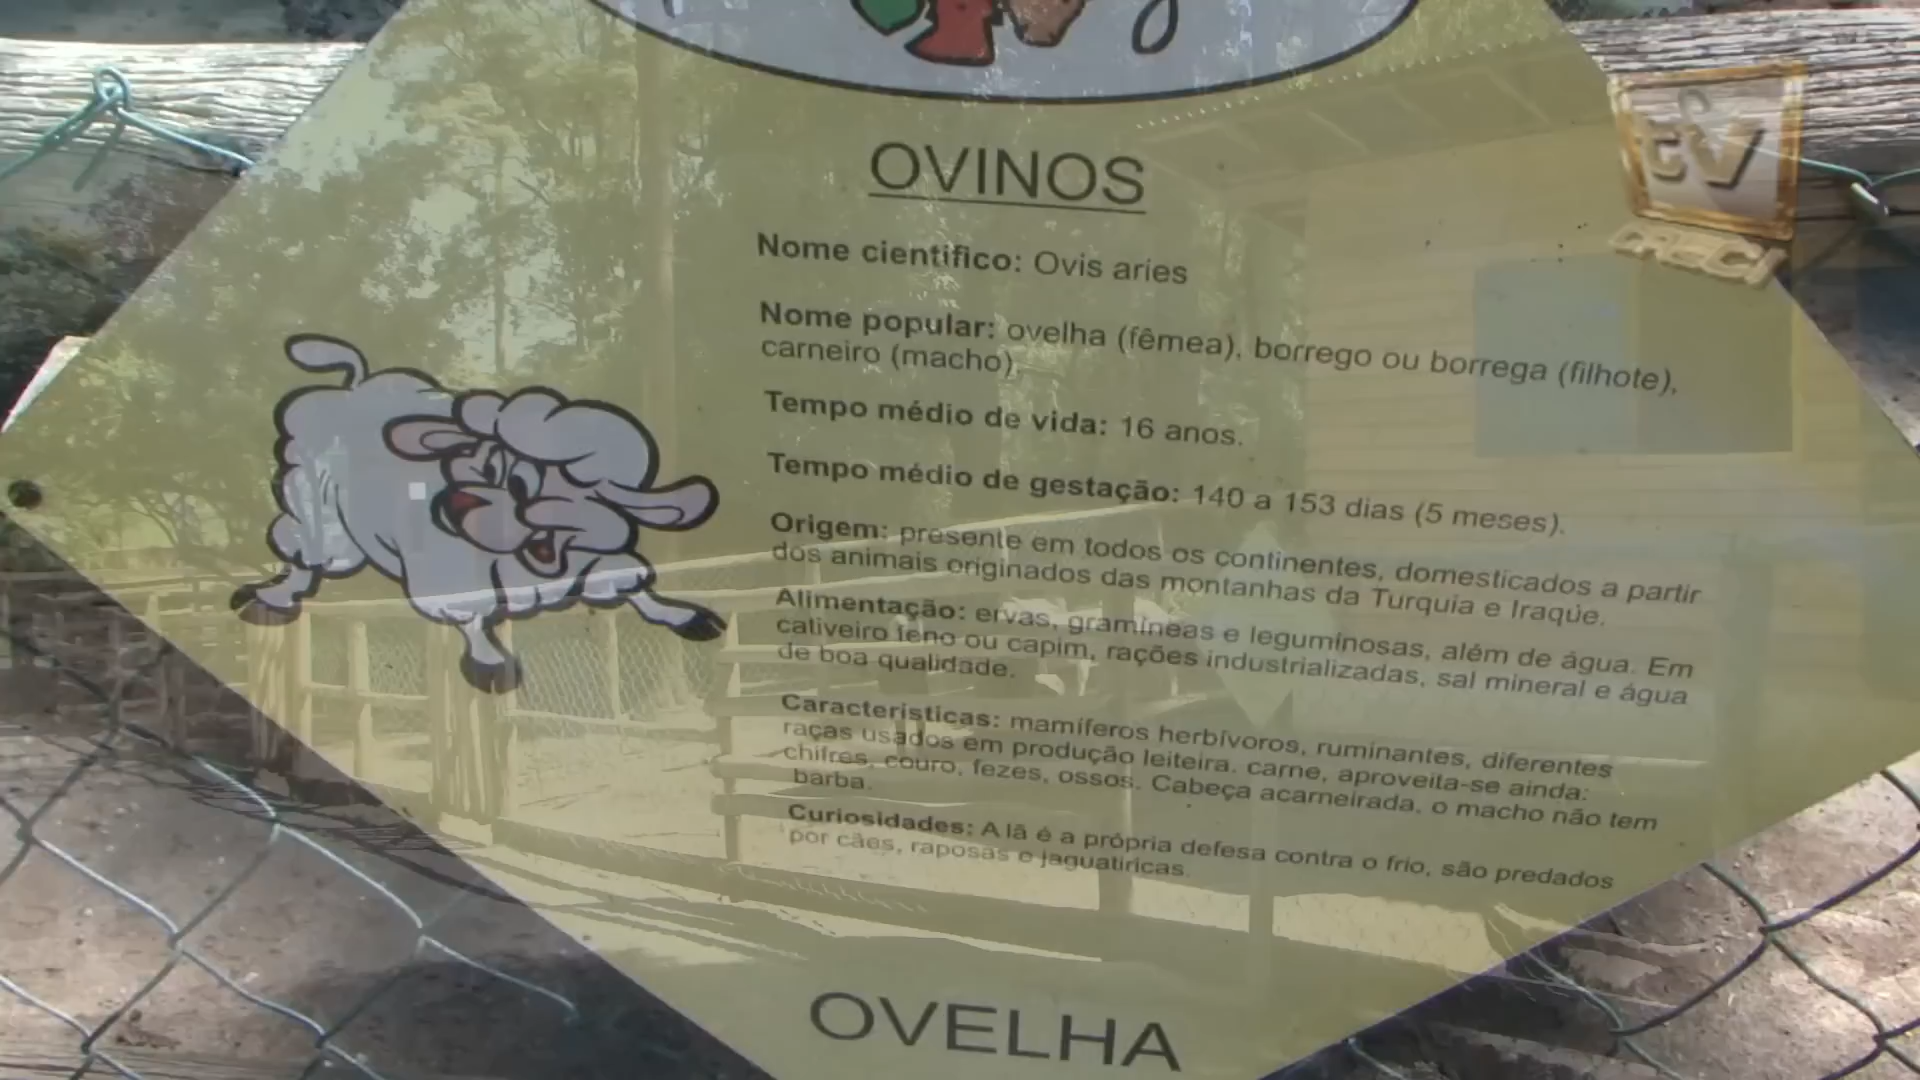 OVINOS
Nome cientifico: Ovis aries
Nome popular: ovelha (fêmea), borrego ou borrega (filhote),
carneiro (macho)
Tempo médio de vida: 16 anos.
Tempo médio de gestação: 140 a 153 dias (5 meses).
Origem: presente em todos os continentes, domesticados a partir
dos animais originados das montanhas da Turquia e Iraque.
Alimentação: ervas, gramíneas e leguminosas, além de água. Em
cativeiro feno ou capim, rações industrializadas, sal mineral e água
de boa qualidade.
Características: mamíferos herbívoros, ruminantes, diferentes
raças usados em produção leiteira, carne, aproveita-se ainda:
chifres, couro, fezes, ossos. Cabeça acarneirada, o macho não tem
barba.
Curiosidades: A lã é a própria defesa contra o frio, são predados
por cães, raposas e jaguatiricas.
OVELHA
tv
CRECI